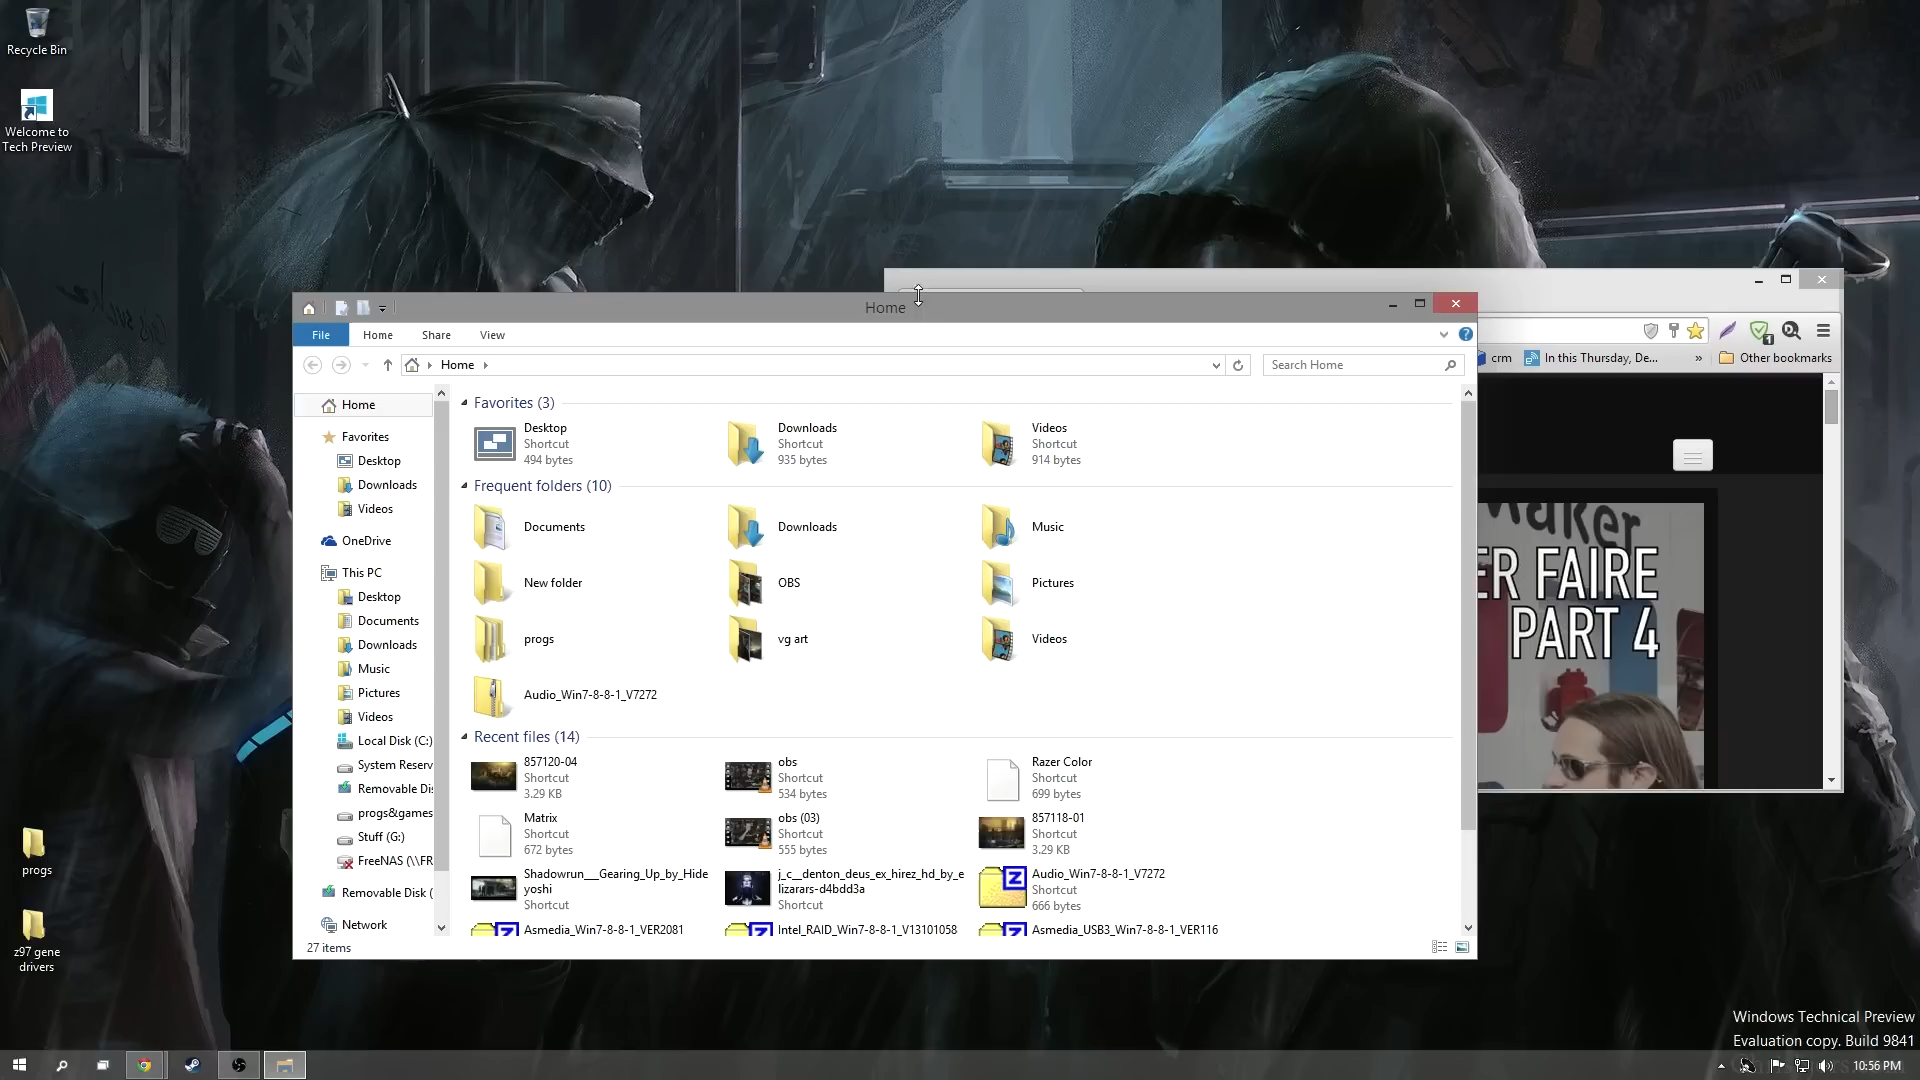 Recycle Bin
Welcome to
Tech Preview
progs
z97 gene
drivers
Home
File
Home
Share
View
Home
Search Home
Home
Favorites
Desktop
Downloads
Videos
OneDrive
This PC
Desktop
Documents
Downloads
Music
Pictures
Videos
Local Disk (C:)
System Reserv
Removable Dis
progs&games
Stuff (G:)
FreeNAS (\\FR
Removable Disk (
Network
Favorites (3)
Desktop
Shortcut
494 bytes
Downloads
Shortcut
935 bytes
Videos
Shortcut
914 bytes
Frequent folders (10)
Documents
Downloads
Music
New folder
OBS
Pictures
progs
vg art
Videos
Audio_Win7-8-8-1_V7272
Recent files (14)
857120-04
Shortcut
3.29 KB
obs
Shortcut
534 bytes
Razer Color
Shortcut
699 bytes
Matrix
Shortcut
672 bytes
obs (03)
Shortcut
555 bytes
857118-01
Shortcut
3.29 KB
Shadowrun___Gearing_Up_by_Hide
yoshi
Shortcut
j_c__denton_deus_ex_hirez_hd_by_e
lizarars-d4bdd3a
Shortcut
Audio_Win7-8-8-1_V7272
Shortcut
666 bytes
Asmedia_Win7-8-8-1_VER2081
Intel_RAID_Win7-8-8-1_V13101058
Asmedia_USB3_Win7-8-8-1_VER116
27 items
1
crm
In this Thursday, De...
»
Other bookmarks
Maker
ER FAIRE
PART 4
Windows Technical Preview
Evaluation copy. Build 9841
10:56 PM